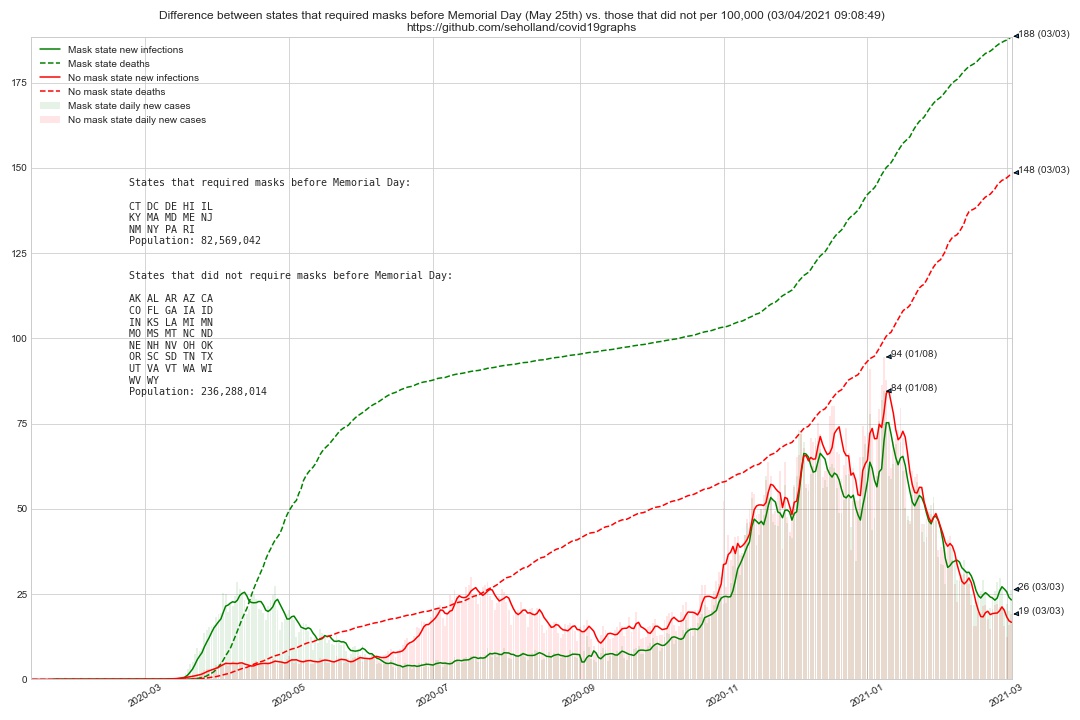 Difference between states that required masks before Memorial Day (May 25th) vs. those that did not per 100,000 (03/04/2021 09:08:49)
https://github.com/seholland/covid19graphs
Mask state new infections
Mask state deaths
No mask state new infections
No mask state deaths
Mask state daily new cases
No mask state daily new cases
States that required masks before Memorial Day:
CT DC DE HI IL
KY MA MD ME NJ
NM NY PA RI
Population: 82,569,042
States that did not require masks before Memorial Day:
AK AL AR AZ CA
CO FL GA IA ID
IN KS LA MI MN
MO MS MT NC ND
NE NH NV OH OK
OR SC SD TN TX
UT VA VT WA WI
WV WY
Population: 236,288,014
188 (03/03)
148 (03/03)
94 (01/08)
84 (01/08)
26 (03/03)
19 (03/03)
175
150
125
100
75
50
25
0
2020-03
2020-05
2020-07
2020-09
2020-11
2021-01
2021-03